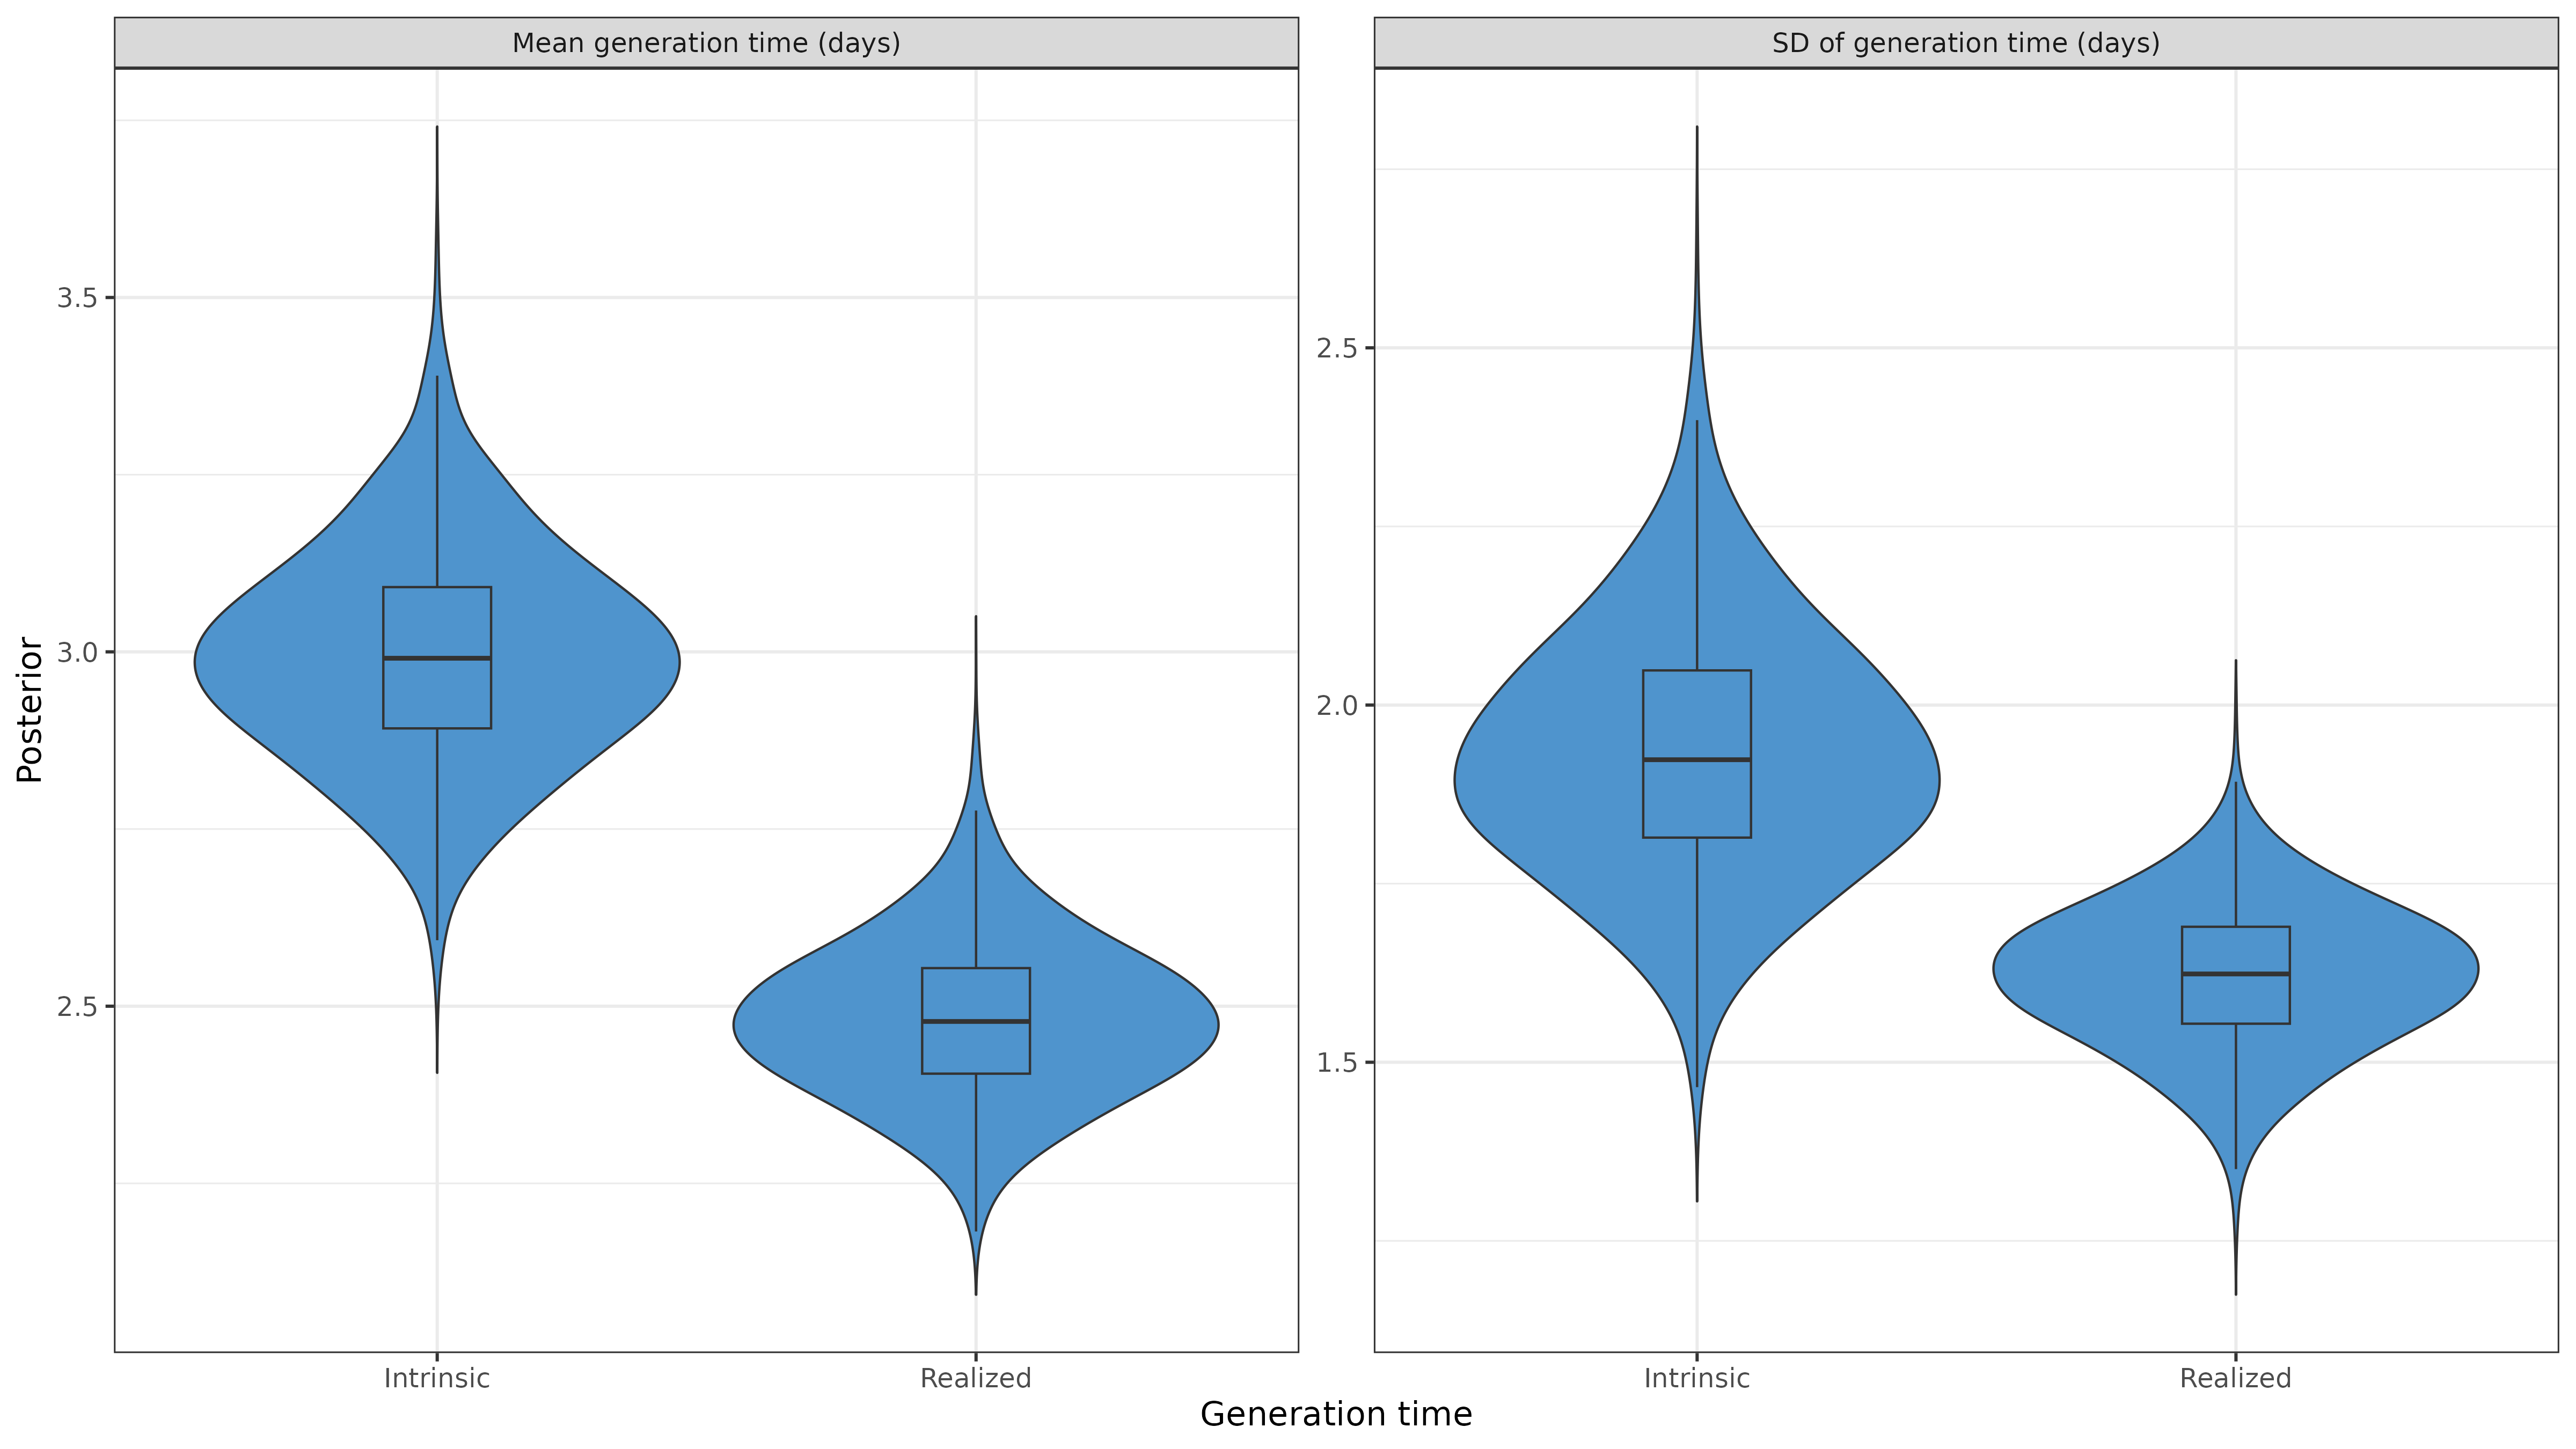 Mean generation time (days)
SD of generation time (days)
Posterior
3.5
3.0
2.5
2.5
2.0
1.5
Intrinsic
Realized
Intrinsic
Realized
Generation time